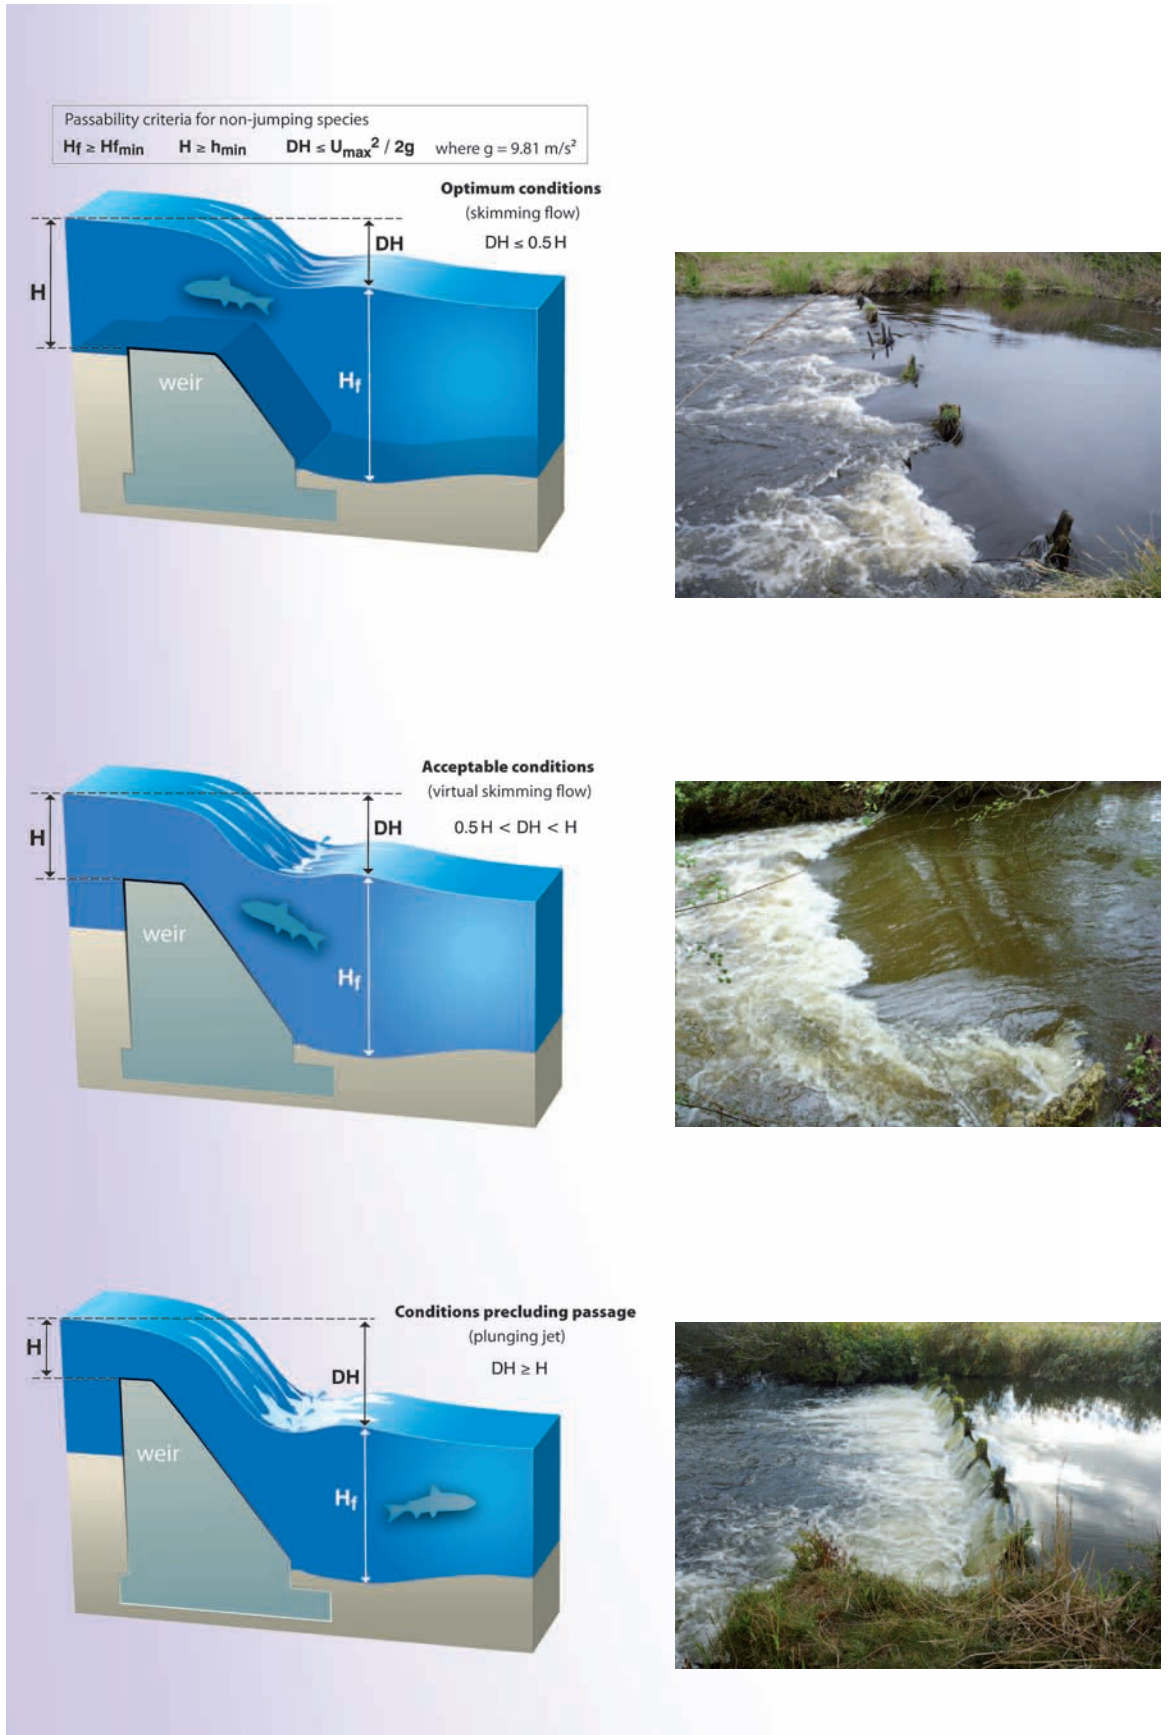 Passability criteria for non-jumping species
Hf ≥ Hfmin H ≥ hmin DH ≤ Umax² / 2g where g = 9.81 m/s²
Optimum conditions
(skimming flow)
DH ≤ 0.5 H
DH
H
Hf
weir
Acceptable conditions
(virtual skimming flow)
0.5 H < DH < H
DH
H
weir
Hf
Conditions precluding passage
(plunging jet)
DH ≥ H
H
DH
weir
Hf